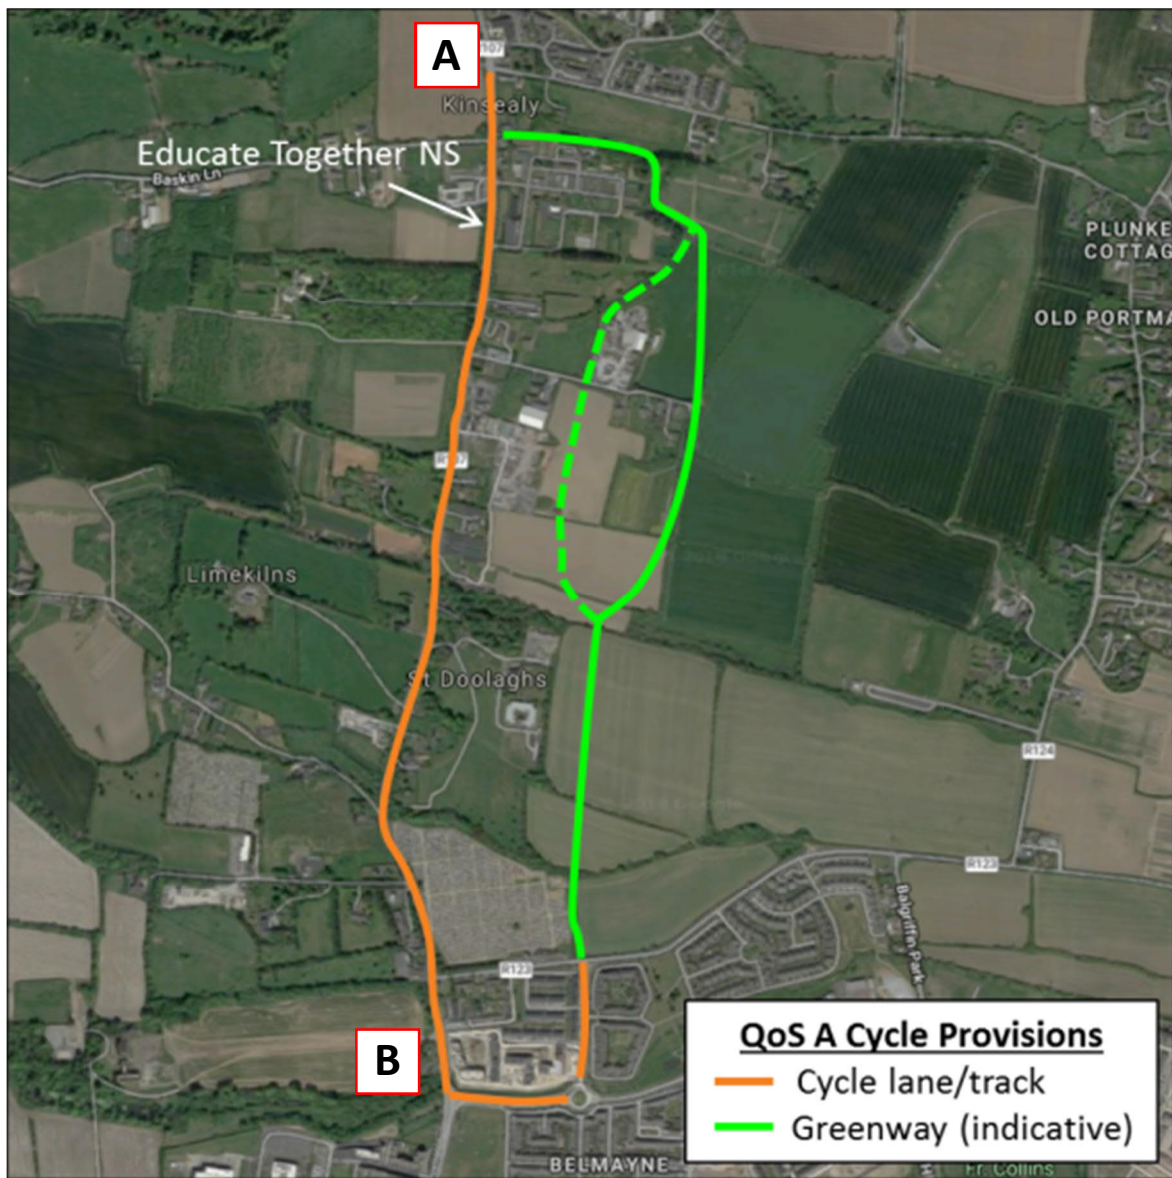 A
107
Kinsealy
Educate Together NS
Baskin Ln
PLUNKE
COTTAG
OLD PORTMA
R107
Limekilns
St Doolaghs
R124
R123
Balgriffin Park
R123
B
QoS A Cycle Provisions
Cycle lane/track
Greenway (indicative)
BELMAYNE
Fr. Collins